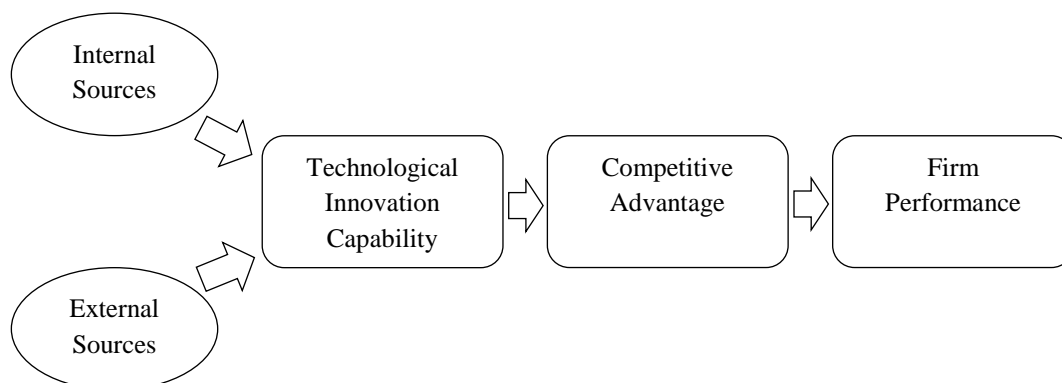 Internal
Sources
Technological
Innovation
Capability
Competitive
Advantage
Firm
Performance
External
Sources